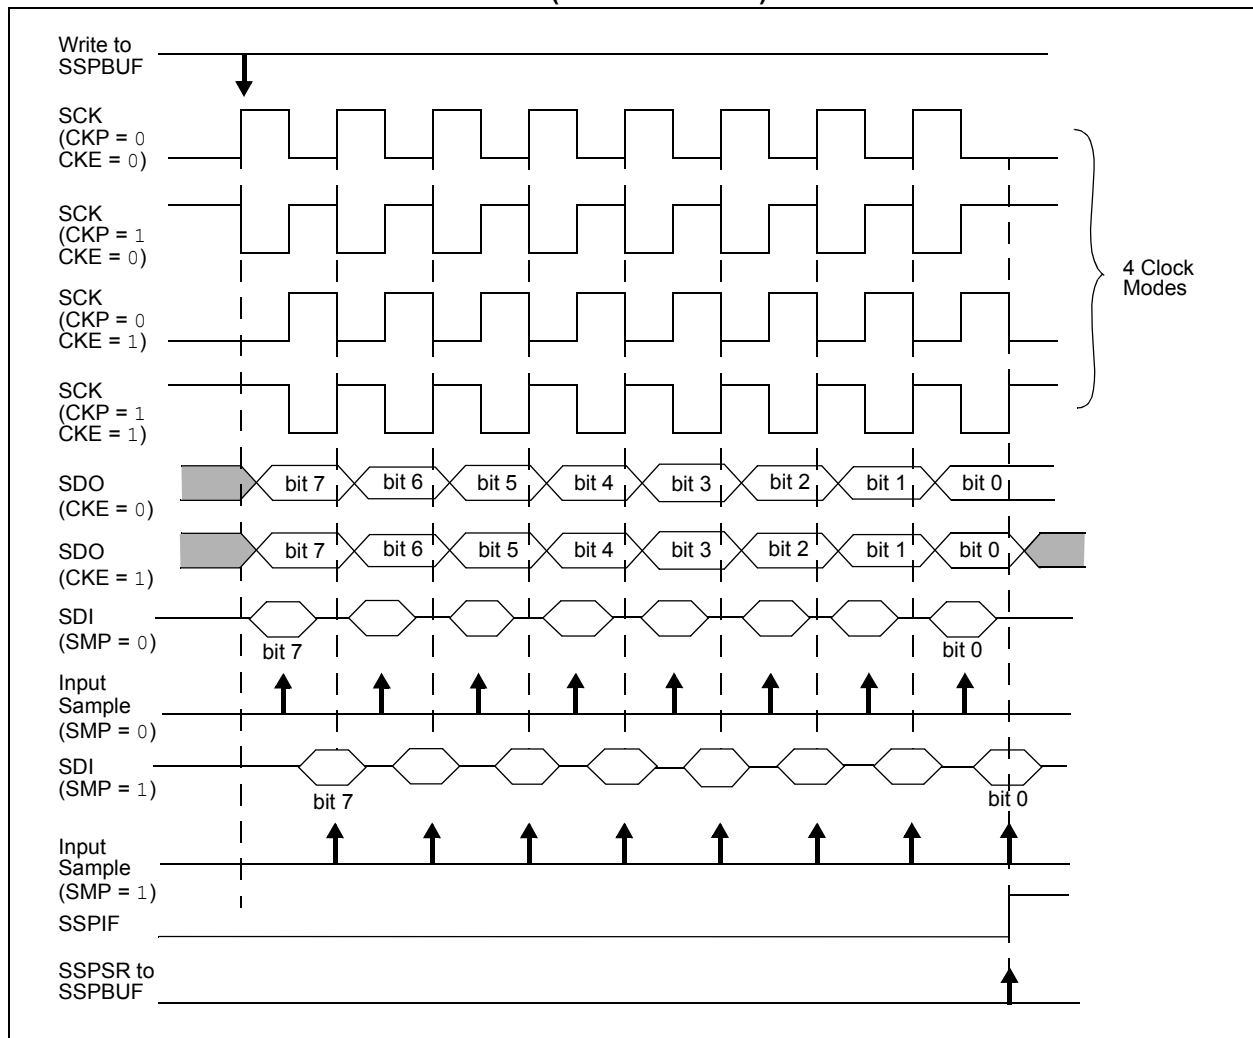 Write to
SSPBUF
SCK
(CKP = 0
CKE = 0)
SCK
(CKP = 1
CKE = 0)
4 Clock
Modes
SCK
(CKP = 0
CKE = 1)
SCK
(CKP = 1
CKE = 1)
SDO
(CKE = 0)
bit 7 bit 6 bit 5 bit 4 bit 3 bit 2 bit 1 bit 0
SDO
(CKE = 1)
bit 7 bit 6 bit 5 bit 4 bit 3 bit 2 bit 1 bit 0
SDI
(SMP = 0)
bit 7 bit 0
Input
Sample
(SMP = 0)
SDI
(SMP = 1)
bit 7 bit 0
Input
Sample
(SMP = 1)
SSPIF
SSPSR to
SSPBUF